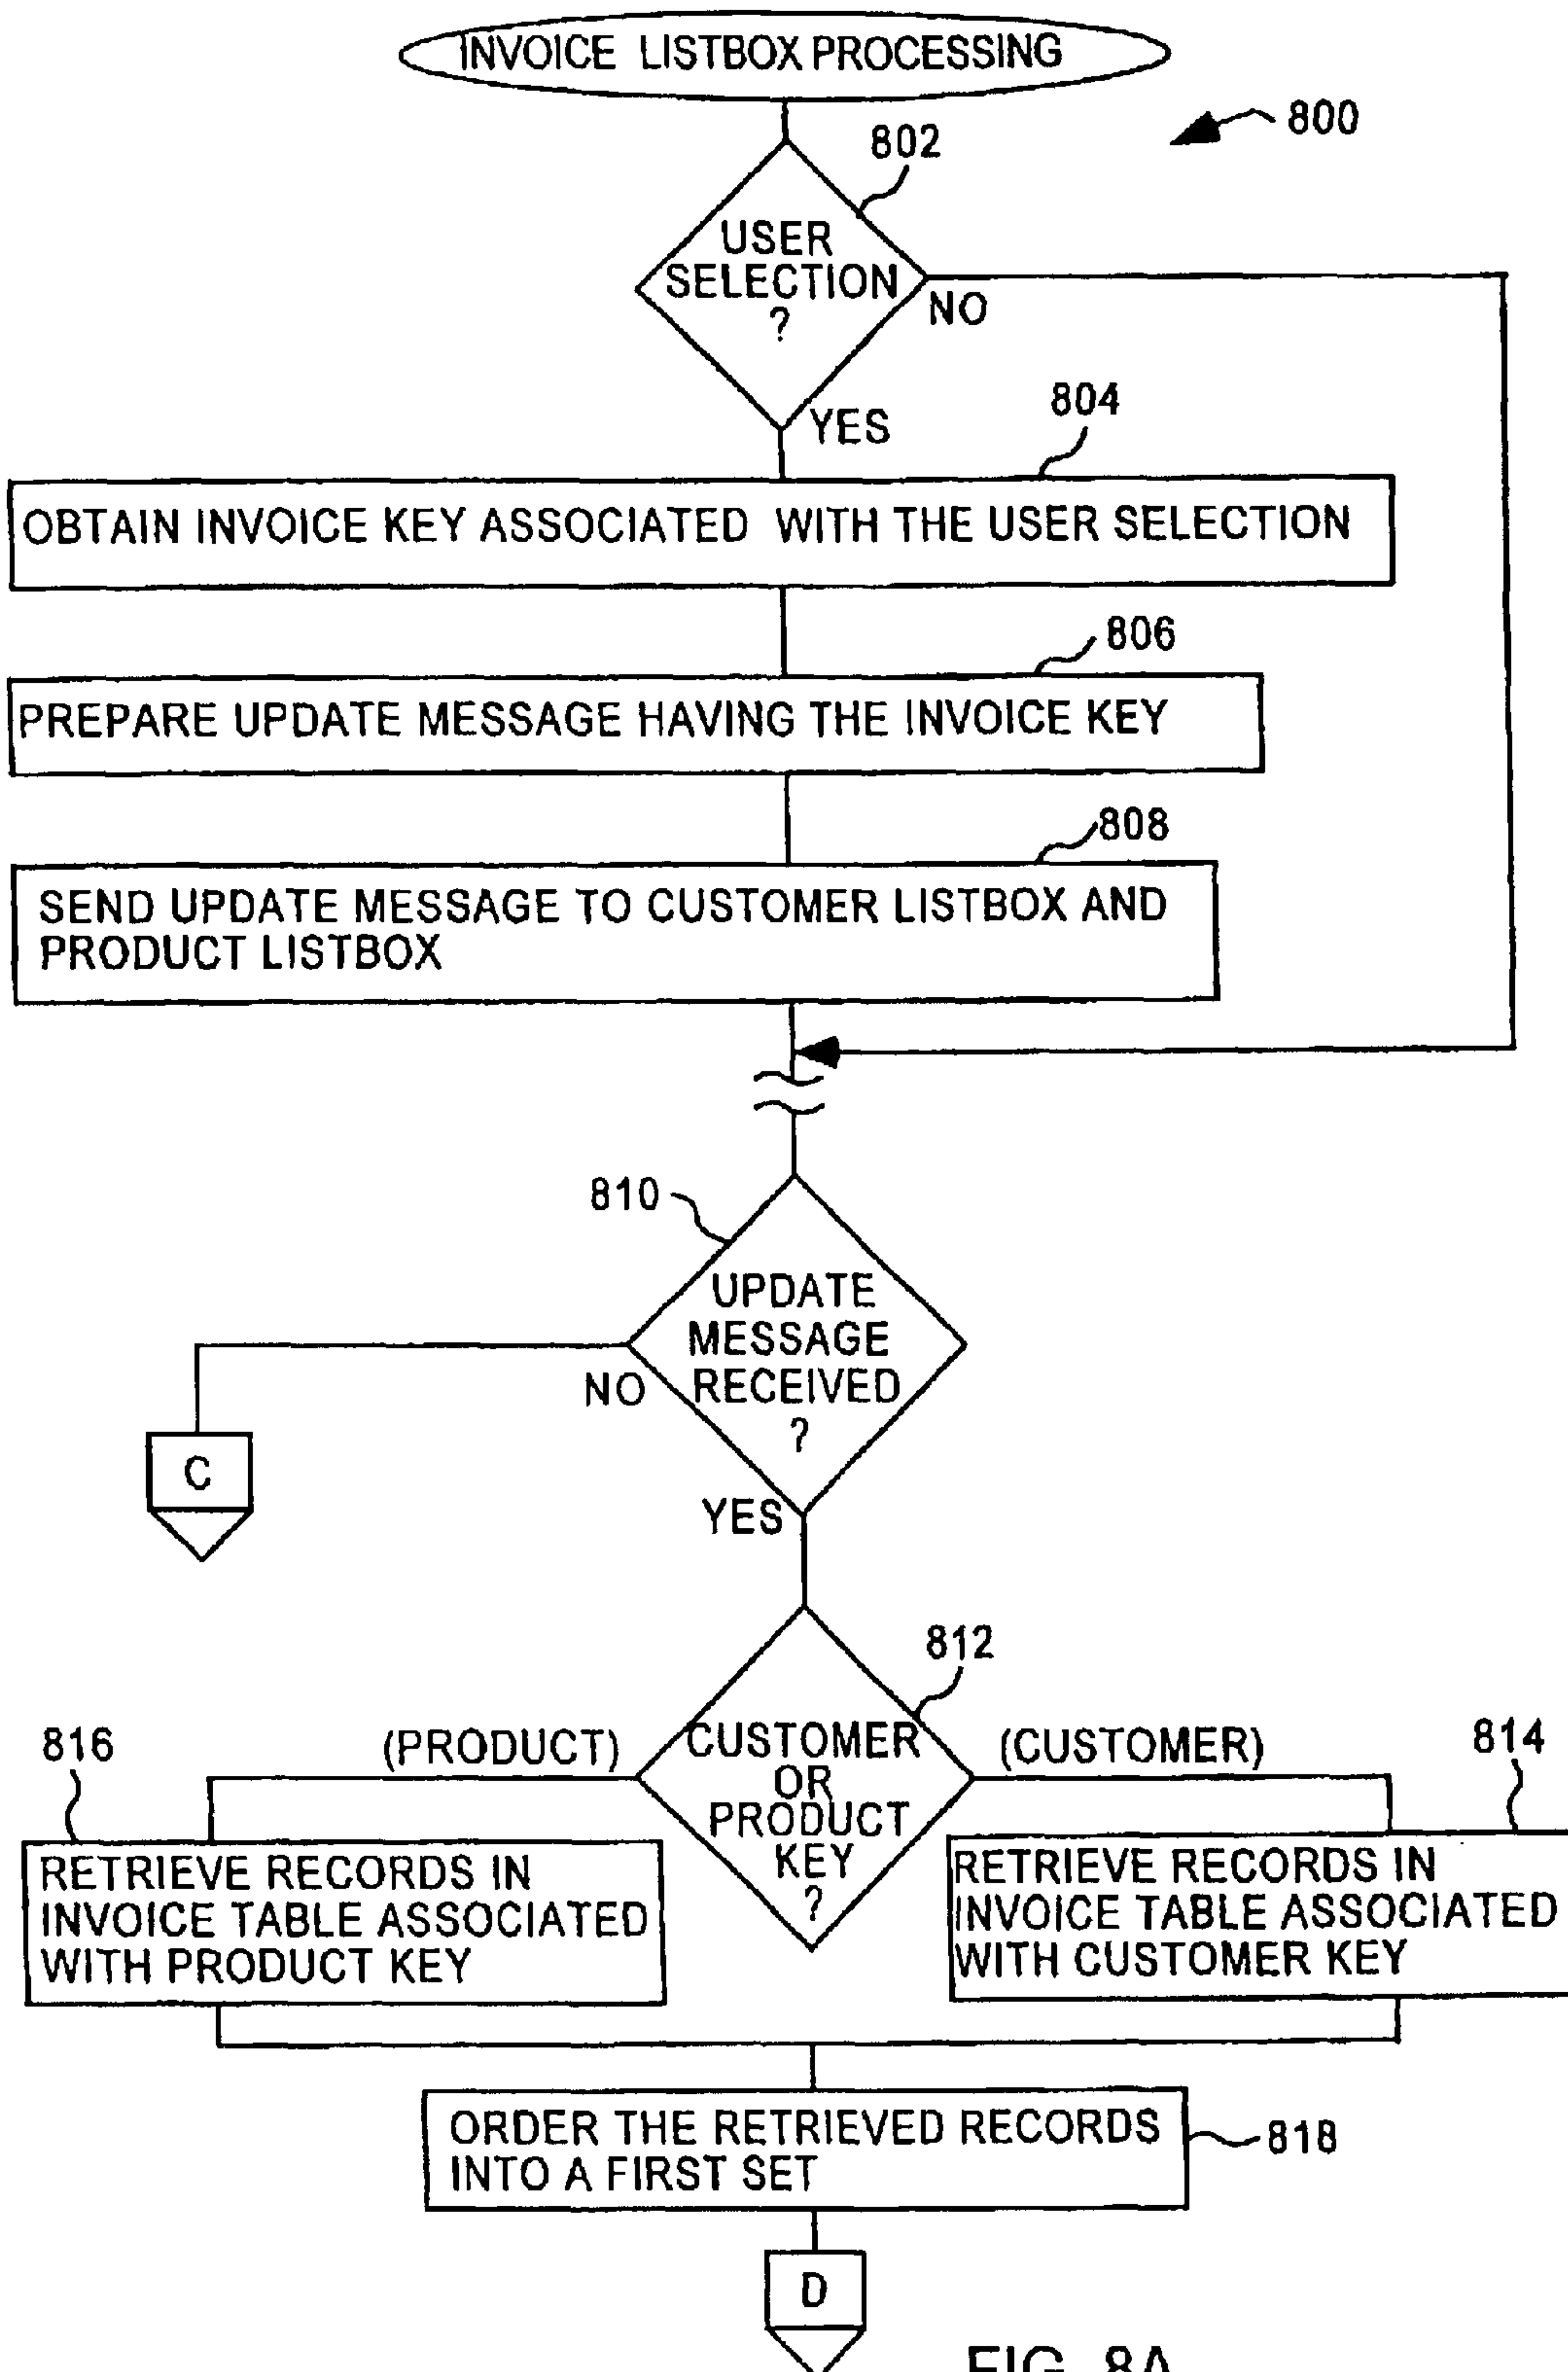 INVOICE LISTBOX PROCESSING
800
802
USER
SELECTION
?
NO
YES
804
OBTAIN INVOICE KEY ASSOCIATED WITH THE USER SELECTION
806
PREPARE UPDATE MESSAGE HAVING THE INVOICE KEY
808
SEND UPDATE MESSAGE TO CUSTOMER LISTBOX AND
PRODUCT LISTBOX
810
UPDATE
MESSAGE
RECEIVED
?
NO
C
YES
812
CUSTOMER
OR
PRODUCT
KEY
?
(PRODUCT)
(CUSTOMER)
816
RETRIEVE RECORDS IN
INVOICE TABLE ASSOCIATED
WITH PRODUCT KEY
814
RETRIEVE RECORDS IN
INVOICE TABLE ASSOCIATED
WITH CUSTOMER KEY
ORDER THE RETRIEVED RECORDS
INTO A FIRST SET
818
D
FIG. 8A